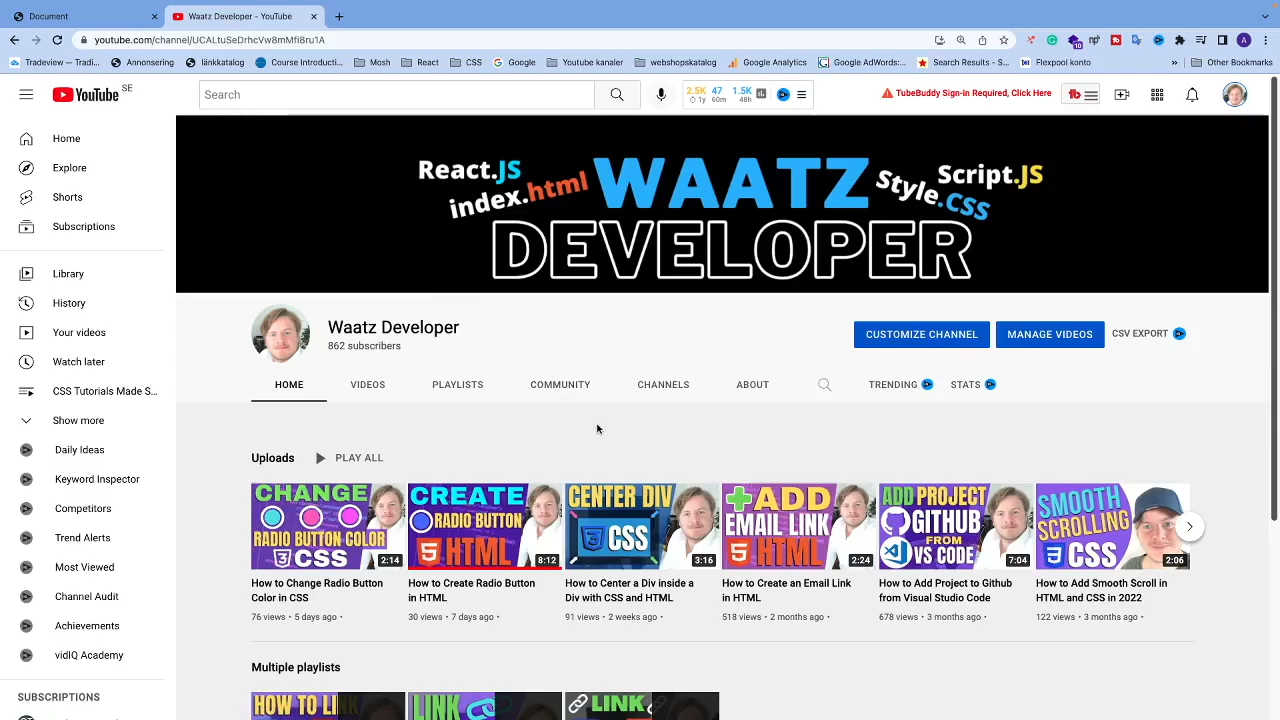 Document
Waatz Developer - YouTube
youtube.com/channel/UCALtuSeDrhcVw8mMfi8ru1A
Tradeview – Tradi...
Annonsering
länkkatalog
Course Introducti...
Mosh
React
CSS
Google
Youtube kanaler
webshopskatalog
Google Analytics
Google AdWords:...
Search Results - S...
Flexpool konto
Other Bookmarks
YouTube
SE
Search
2.5K 47 1.5K
1y 60m 48h
TubeBuddy Sign-in Required, Click Here
tb
Home
Explore
Shorts
Subscriptions
Library
History
Your videos
Watch later
CSS Tutorials Made S...
Show more
Daily Ideas
Keyword Inspector
Competitors
Trend Alerts
Most Viewed
Channel Audit
Achievements
vidIQ Academy
SUBSCRIPTIONS
React.JS
index.html
WAATZ
Script.JS
Style.CSS
DEVELOPER
Waatz Developer
862 subscribers
CUSTOMIZE CHANNEL
MANAGE VIDEOS
CSV EXPORT
HOME
VIDEOS
PLAYLISTS
COMMUNITY
CHANNELS
ABOUT
TRENDING
STATS
Uploads
PLAY ALL
CHANGE
RADIO BUTTON COLOR
CSS
2:14
How to Change Radio Button
Color in CSS
76 views • 5 days ago •
CREATE
RADIO BUTTON
HTML
8:12
How to Create Radio Button
in HTML
30 views • 7 days ago •
CENTER DIV
CSS
3:16
How to Center a Div inside a
Div with CSS and HTML
91 views • 2 weeks ago •
ADD
EMAIL LINK
HTML
2:24
How to Create an Email Link
in HTML
518 views • 2 months ago •
ADD PROJECT
GITHUB
FROM
VS CODE
7:04
How to Add Project to Github
from Visual Studio Code
678 views • 3 months ago •
SMOOTH
SCROLLING
CSS
2:06
How to Add Smooth Scroll in
HTML and CSS in 2022
122 views • 3 months ago •
Multiple playlists
HOW TO LIN
LINK
LINK